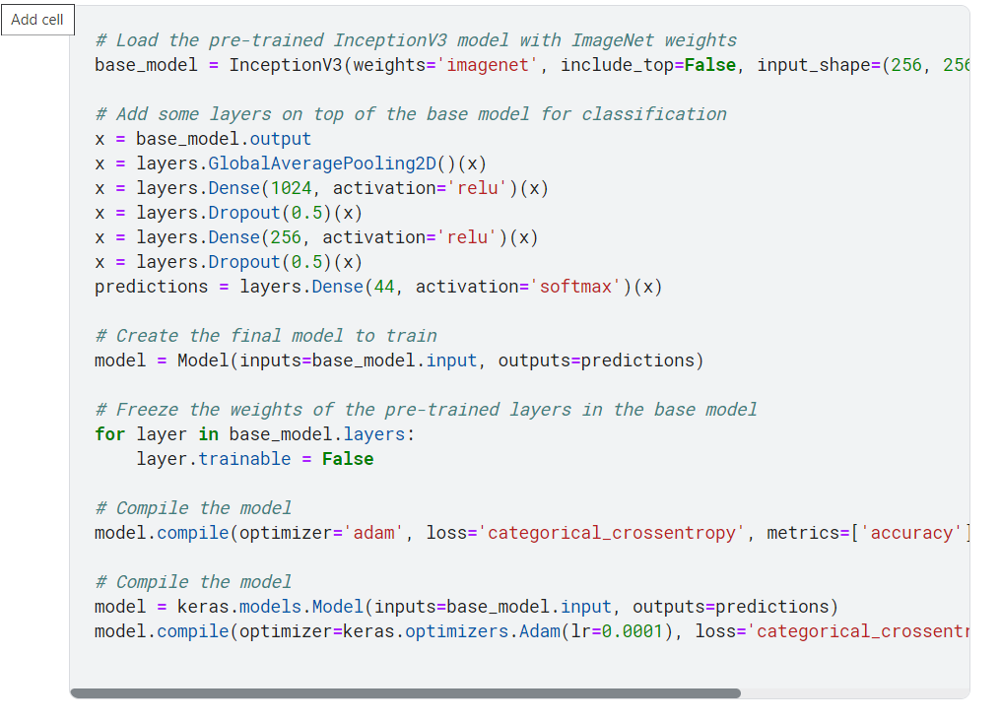 Add cell
# Load the pre-trained InceptionV3 model with ImageNet weights
base_model = InceptionV3(weights='imagenet', include_top=False, input_shape=(256, 256
# Add some layers on top of the base model for classification
x = base_model.output
x = layers.GlobalAveragePooling2D()(x)
x = layers.Dense(1024, activation='relu')(x)
x = layers.Dropout(0.5)(x)
x = layers.Dense(256, activation='relu')(x)
x = layers.Dropout(0.5)(x)
predictions = layers.Dense(44, activation='softmax')(x)
# Create the final model to train
model = Model(inputs=base_model.input, outputs=predictions)
# Freeze the weights of the pre-trained layers in the base model
for layer in base_model.layers:
    layer.trainable = False
# Compile the model
model.compile(optimizer='adam', loss='categorical_crossentropy', metrics=['accuracy']
# Compile the model
model = keras.models.Model(inputs=base_model.input, outputs=predictions)
model.compile(optimizer=keras.optimizers.Adam(lr=0.0001), loss='categorical_crossentr